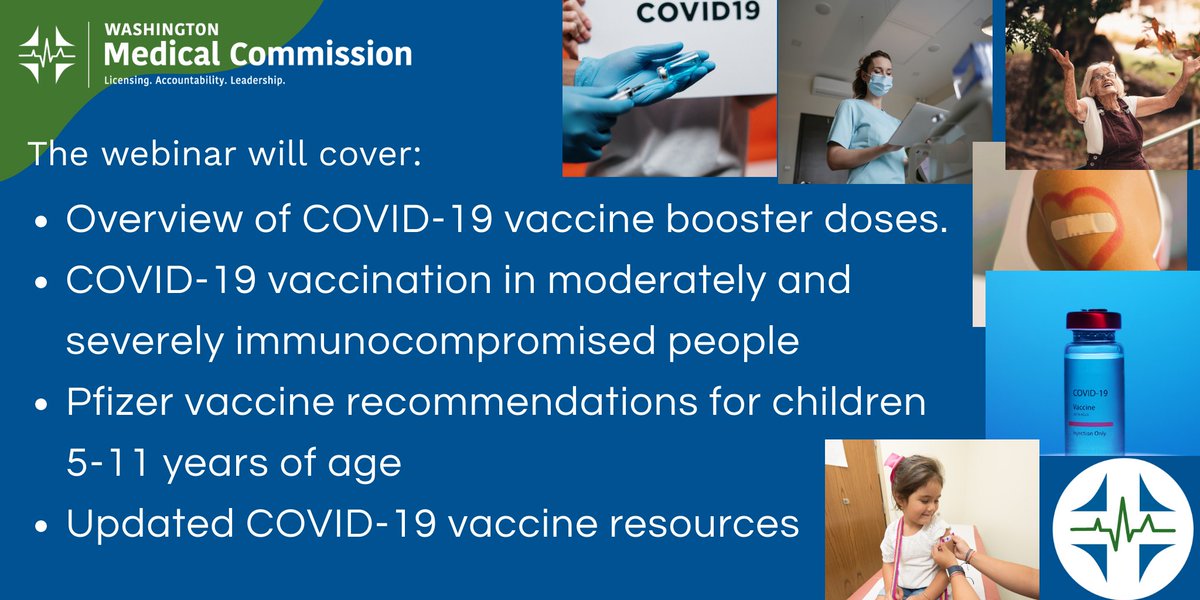 WASHINGTON
Medical Commission
Licensing. Accountability. Leadership.
COVID19
The webinar will cover:
• Overview of COVID-19 vaccine booster doses.
• COVID-19 vaccination in moderately and
severely immunocompromised people
• Pfizer vaccine recommendations for children
5-11 years of age
• Updated COVID-19 vaccine resources
COVID-19
Vaccine
Injection Only